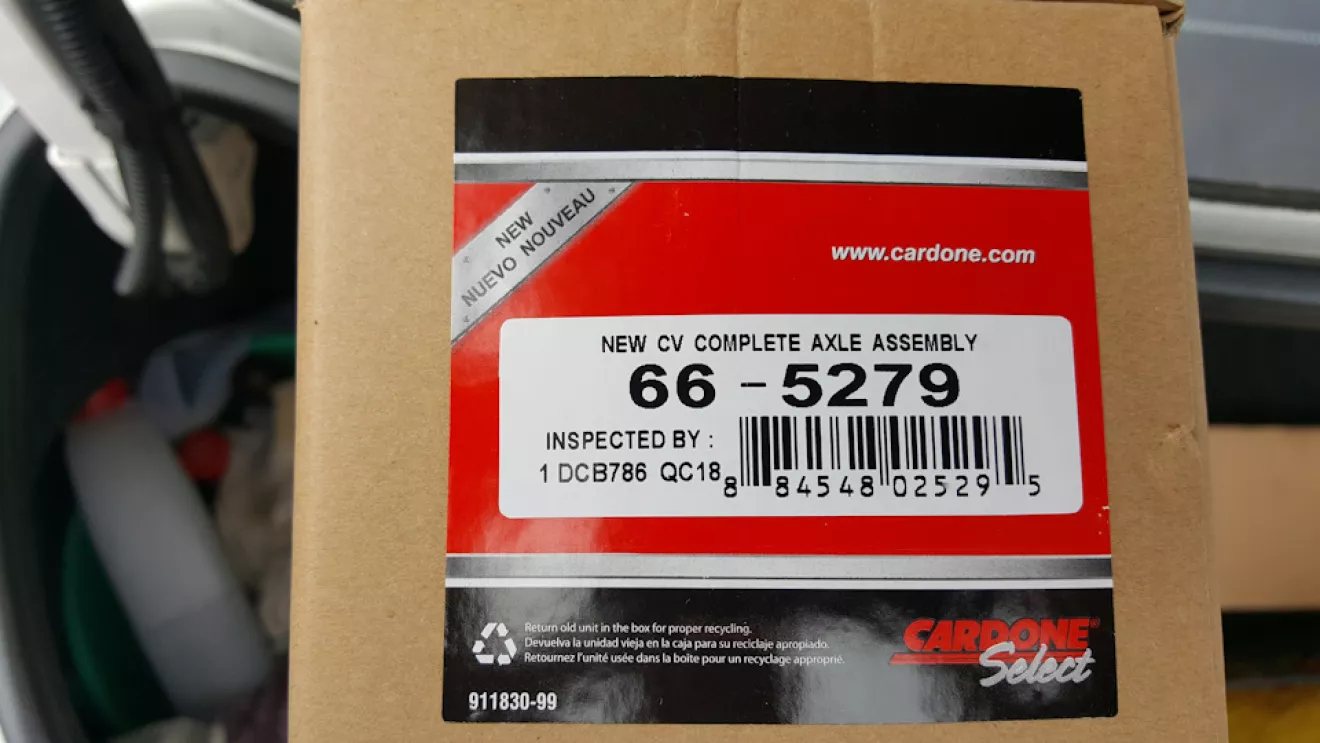 NEW
NUEVO NOUVEAU
www.cardone.com
NEW CV COMPLETE AXLE ASSEMBLY
66-5279
INSPECTED BY :
1 DCB786 QC18
8 84548 02529 5
Return old unit in the box for proper recycling.
Devuelva la unidad vieja en la caja para su reciclaje apropiado.
Retournez l'unité usée dans la boite pour un recyclage approprié.
CARDONE®
Select
911830-99